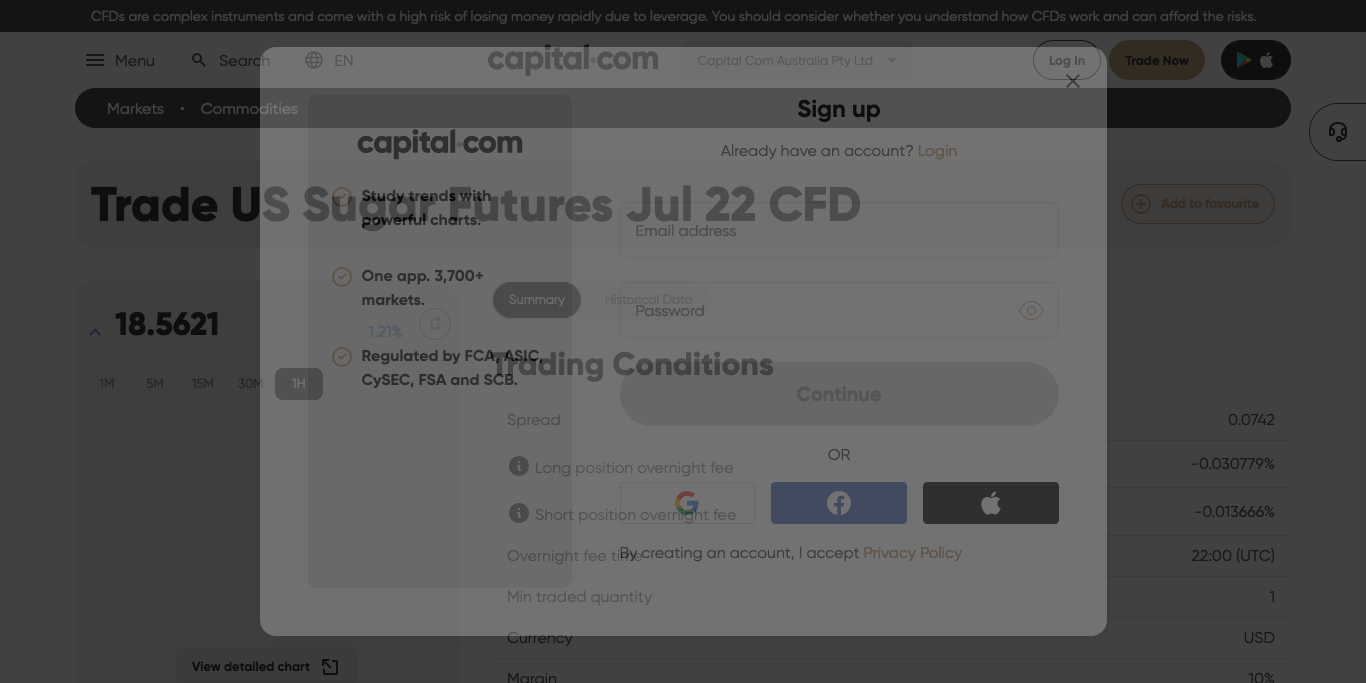 CFDs are complex instruments and come with a high risk of losing money rapidly due to leverage. You should consider whether you understand how CFDs work and can afford the risks.
Menu
Search
EN
capital.com
Capital Com Australia Pty Ltd
Log In
Trade Now
Markets • Commodities
Sign up
Already have an account? Login
capital.com
Study trends with
powerful charts.
One app. 3,700+
markets.
Regulated by FCA, ASIC,
CySEC, FSA and SCB.
Email address
Password
Continue
OR
By creating an account, I accept Privacy Policy
Trade US Sugar Futures Jul 22 CFD
Add to favourite
18.5621
1.21%
1M 5M 15M 30M 1H
View detailed chart
Summary
Historical Data
Trading Conditions
Spread 0.0742
Long position overnight fee -0.030779%
Short position overnight fee -0.013666%
Overnight fee time 22:00 (UTC)
Min traded quantity 1
Currency USD
Margin 10%